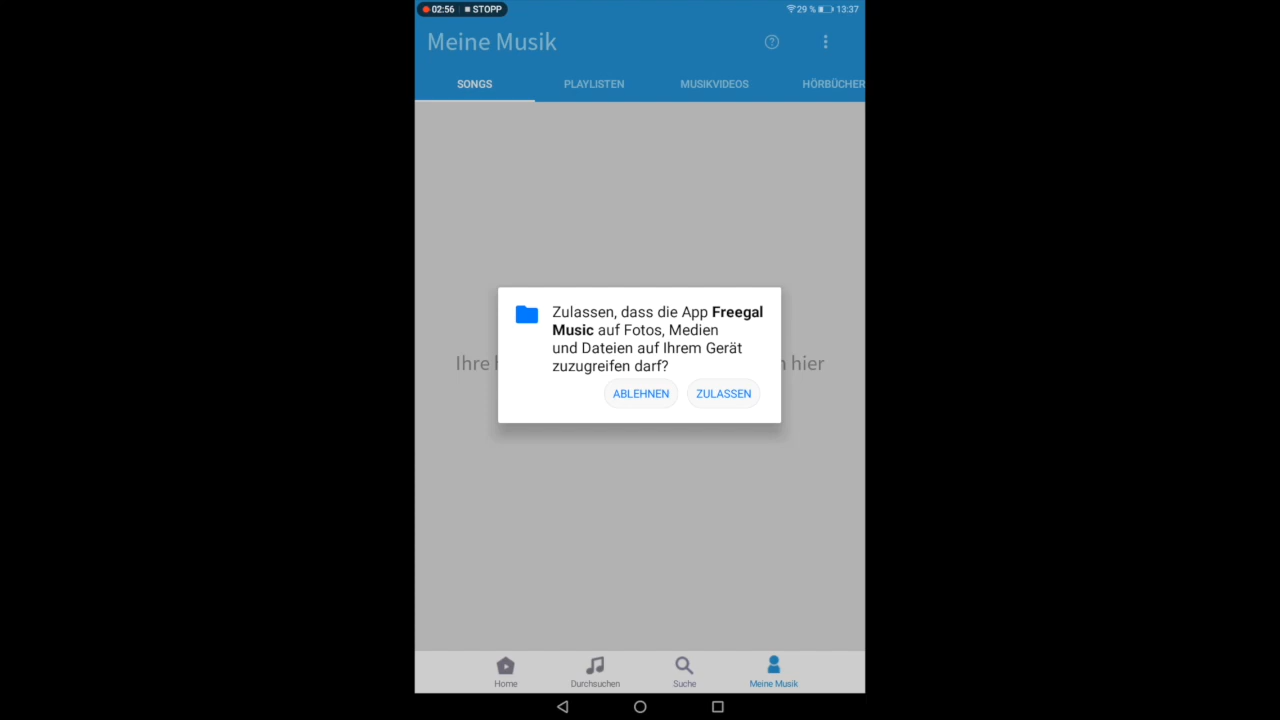 02:56 STOPP 29 % 13:37
Meine Musik
SONGS PLAYLISTEN MUSIKVIDEOS HÖRBÜCHER
Zulassen, dass die App Freegal
Music auf Fotos, Medien
und Dateien auf Ihrem Gerät
zuzugreifen darf?
Ihre hier
ABLEHNEN ZULASSEN
Home Durchsuchen Suche Meine Musik